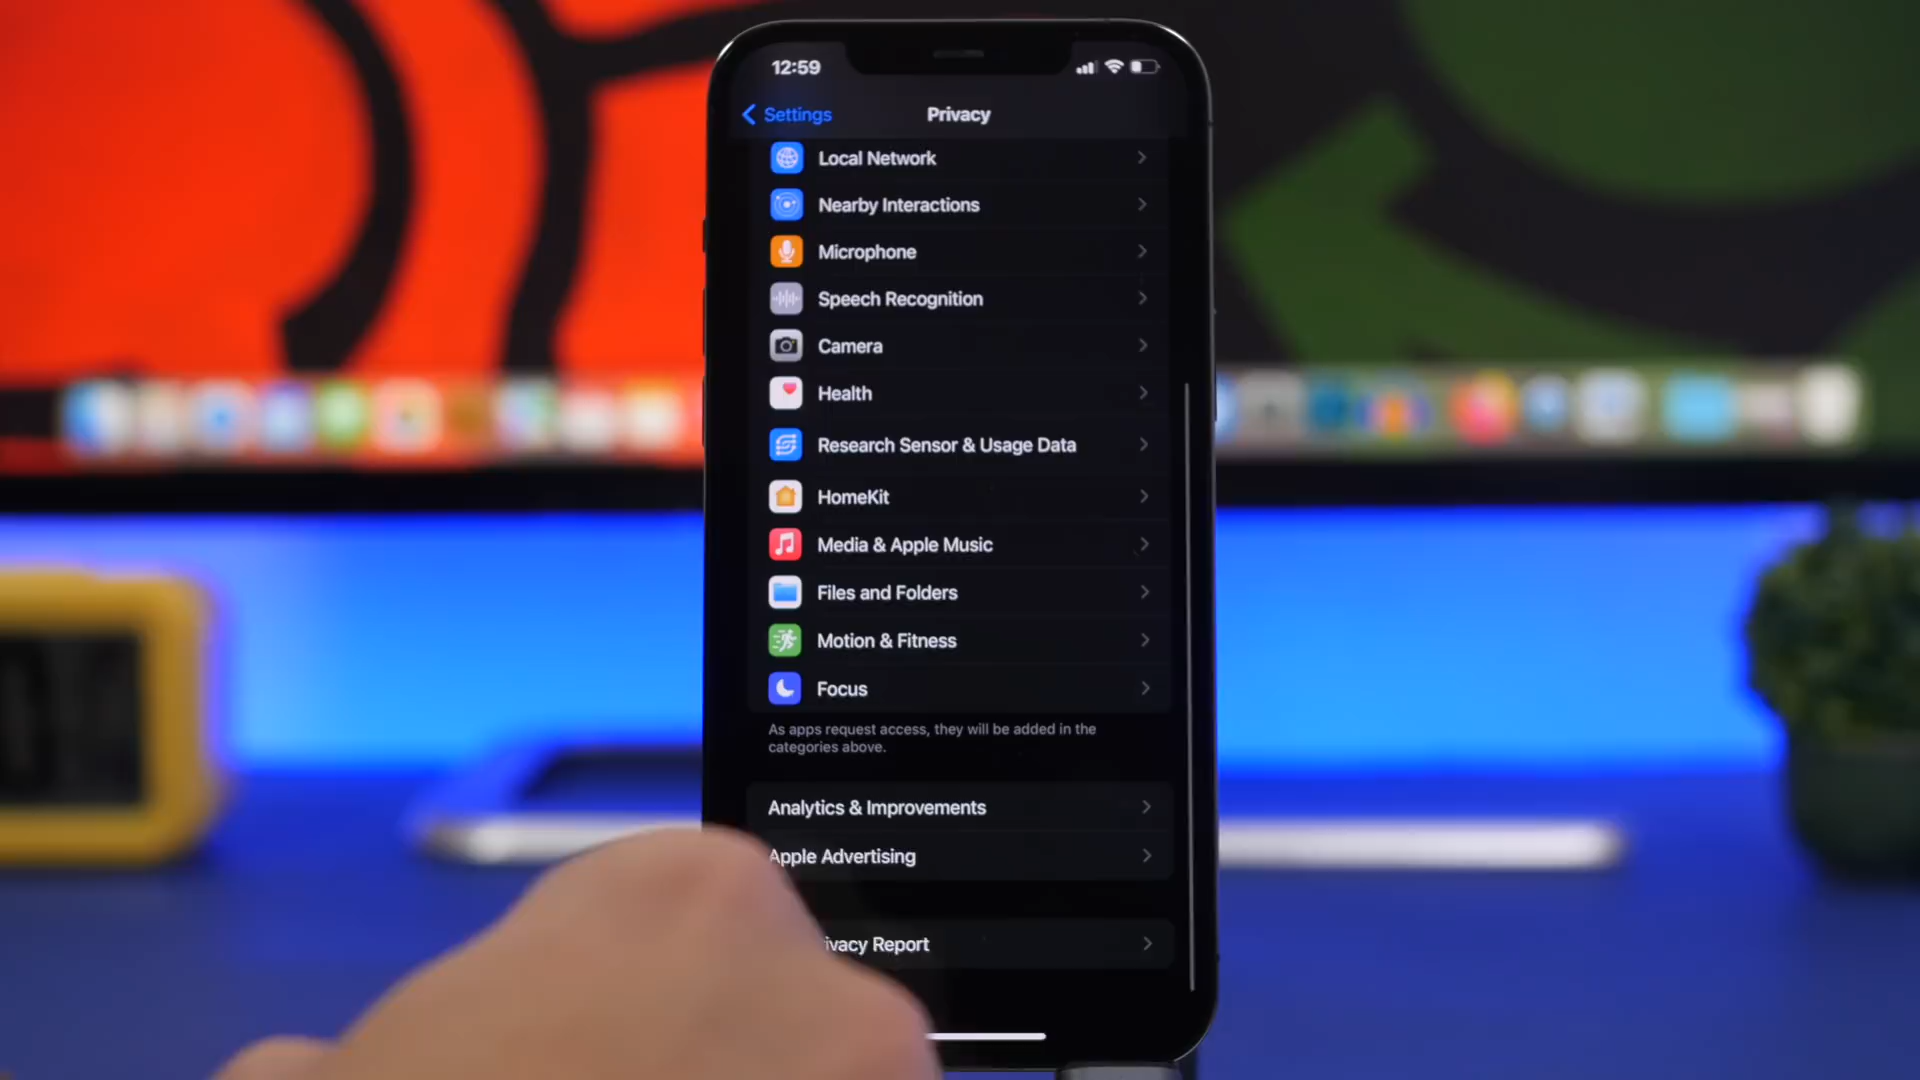 12:59
Settings
Privacy
Local Network
Nearby Interactions
Microphone
Speech Recognition
Camera
Health
Research Sensor & Usage Data
HomeKit
Media & Apple Music
Files and Folders
Motion & Fitness
Focus
As apps request access, they will be added in the
categories above.
Analytics & Improvements
Apple Advertising
ivacy Report